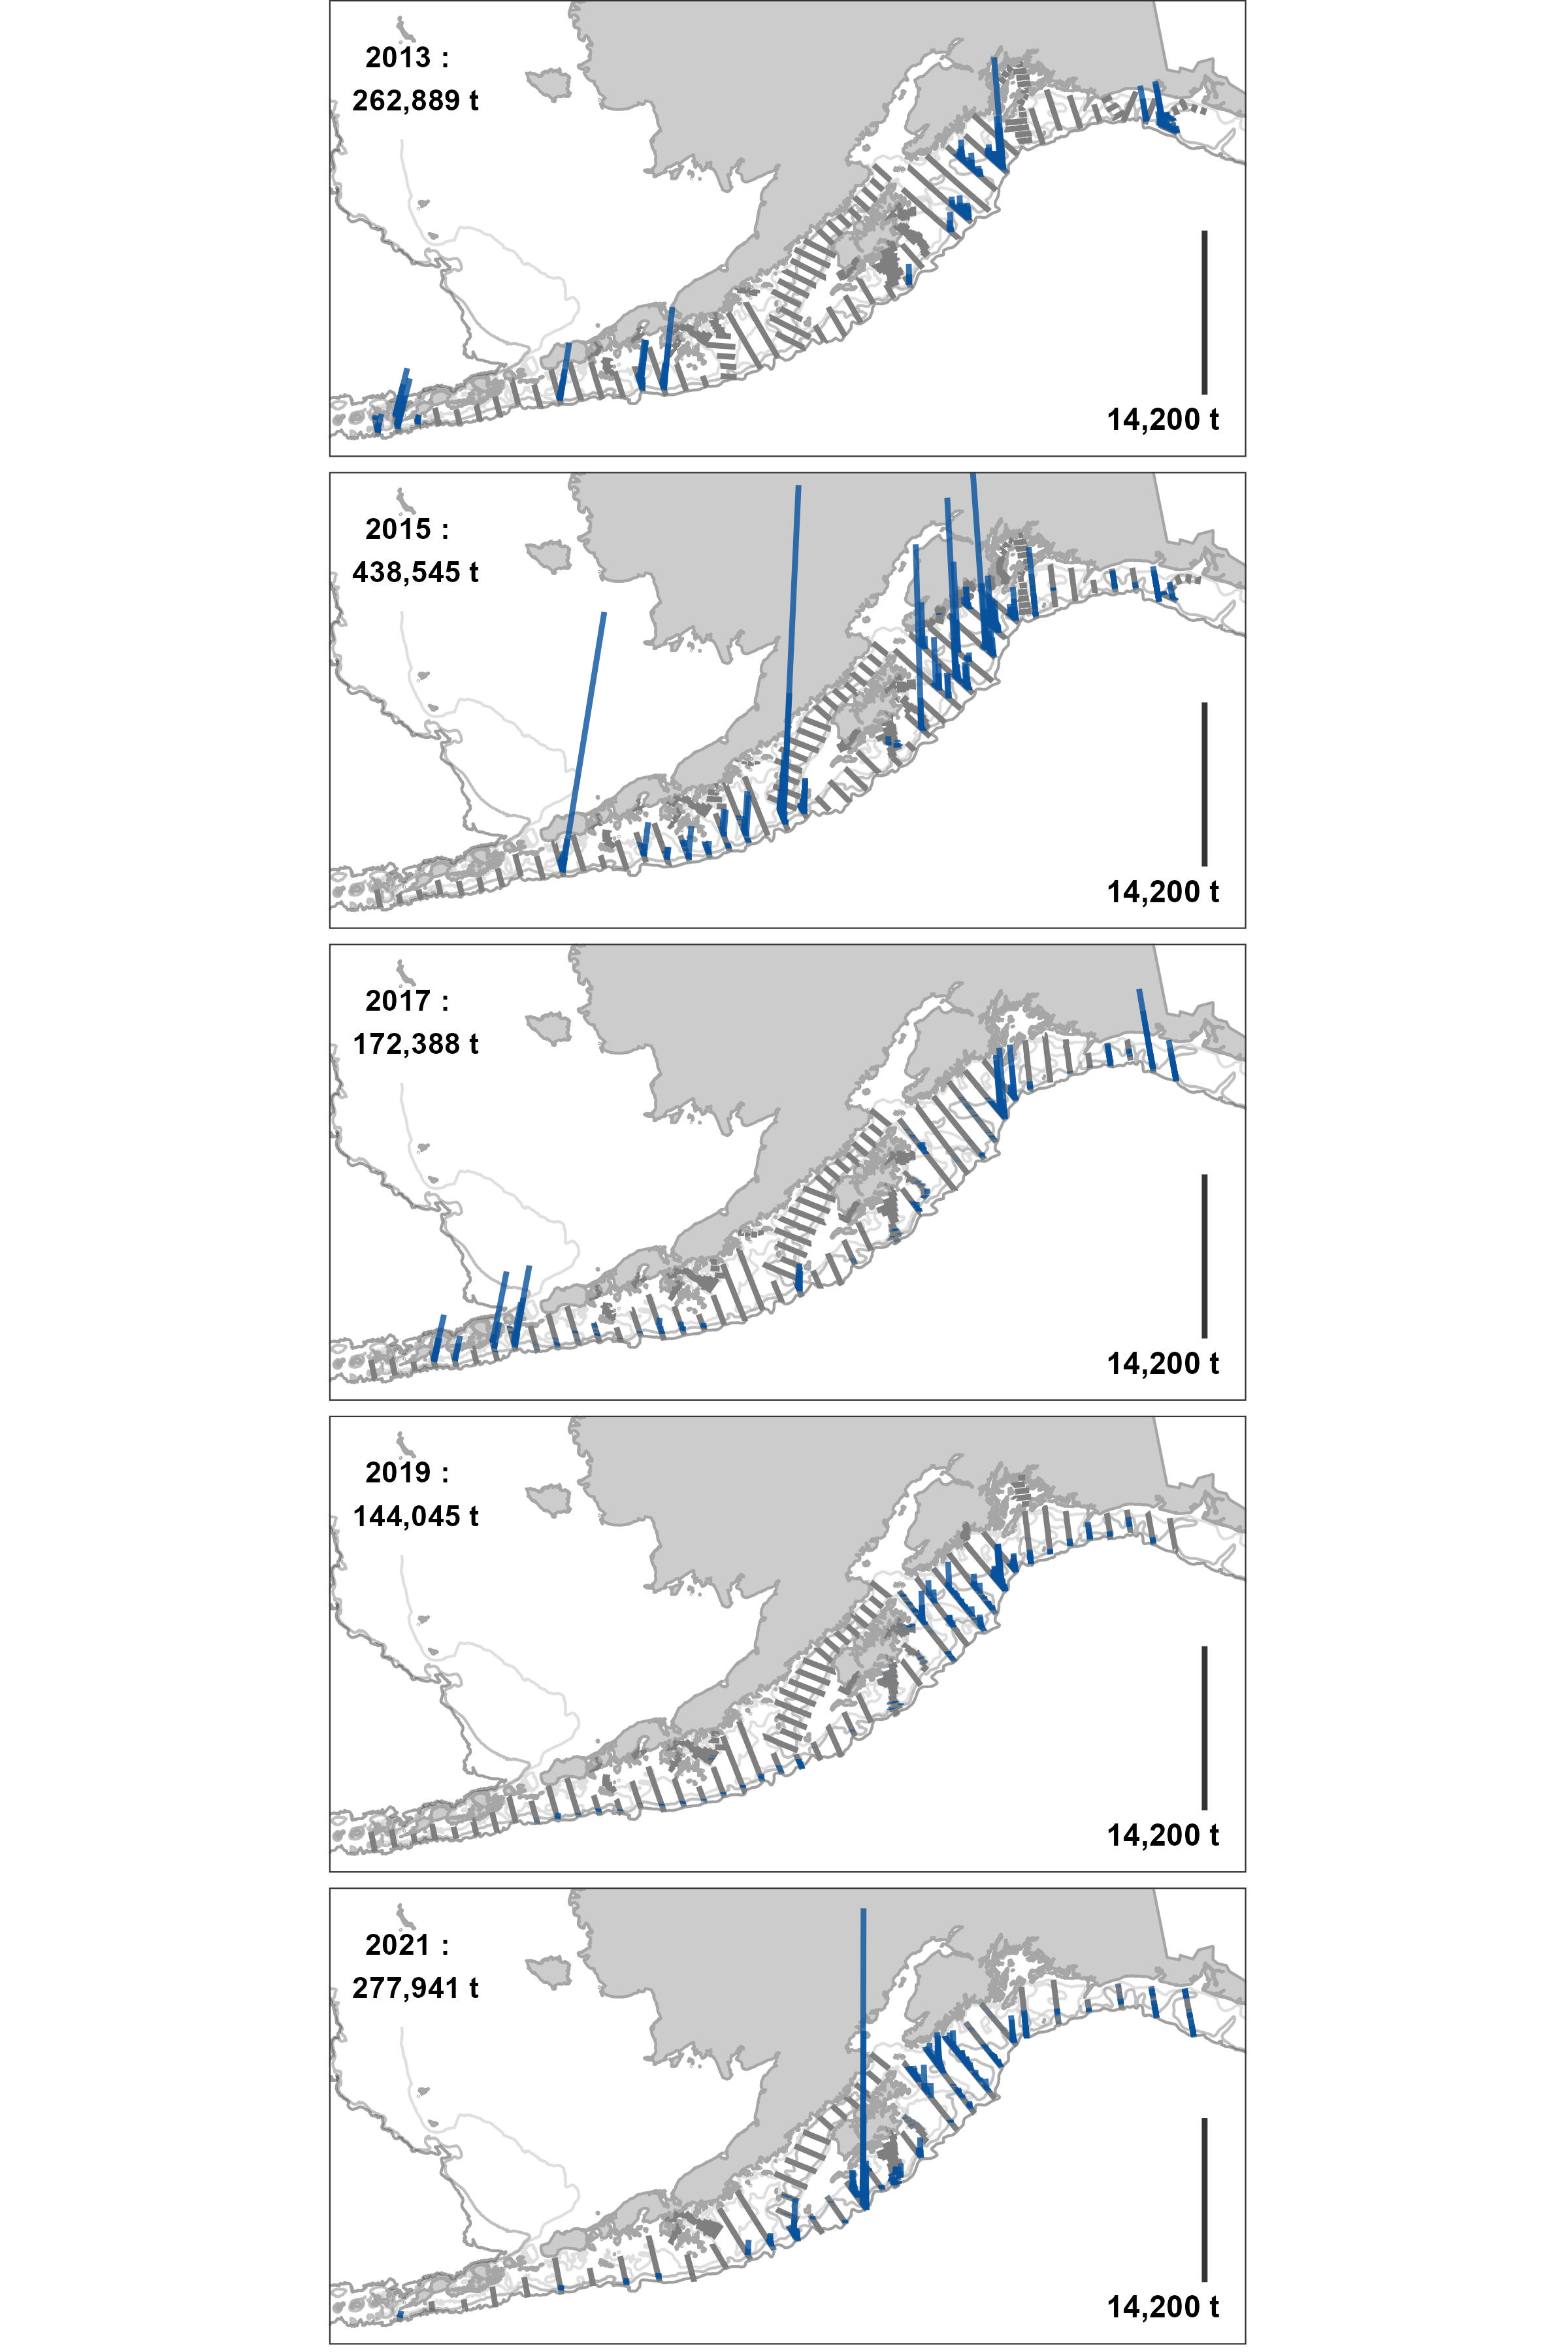 2013 :
262,889 t
14,200 t
2015 :
438,545 t
14,200 t
2017 :
172,388 t
14,200 t
2019 :
144,045 t
14,200 t
2021 :
277,941 t
14,200 t